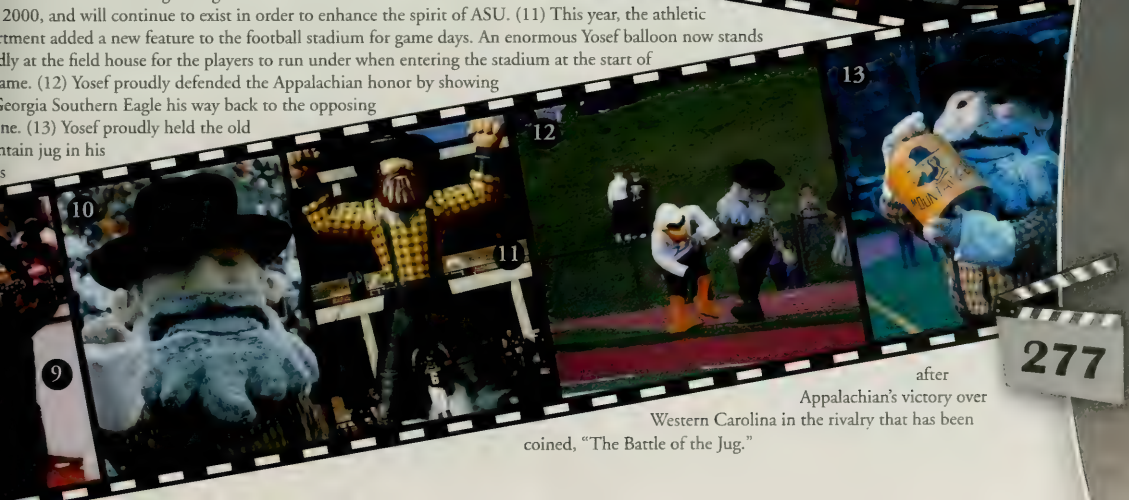 2000, and will continue to exist in order to enhance the spirit of ASU. (11) This year, the athletic
rtment added a new feature to the football stadium for game days. An enormous Yosef balloon now stands
dly at the field house for the players to run under when entering the stadium at the start of
ame. (12) Yosef proudly defended the Appalachian honor by showing
Georgia Southern Eagle his way back to the opposing
ne. (13) Yosef proudly held the old
ntain jug in his
s
9
10
11
12
13
277
after
Appalachian's victory over
Western Carolina in the rivalry that has been
coined, “The Battle of the Jug.”